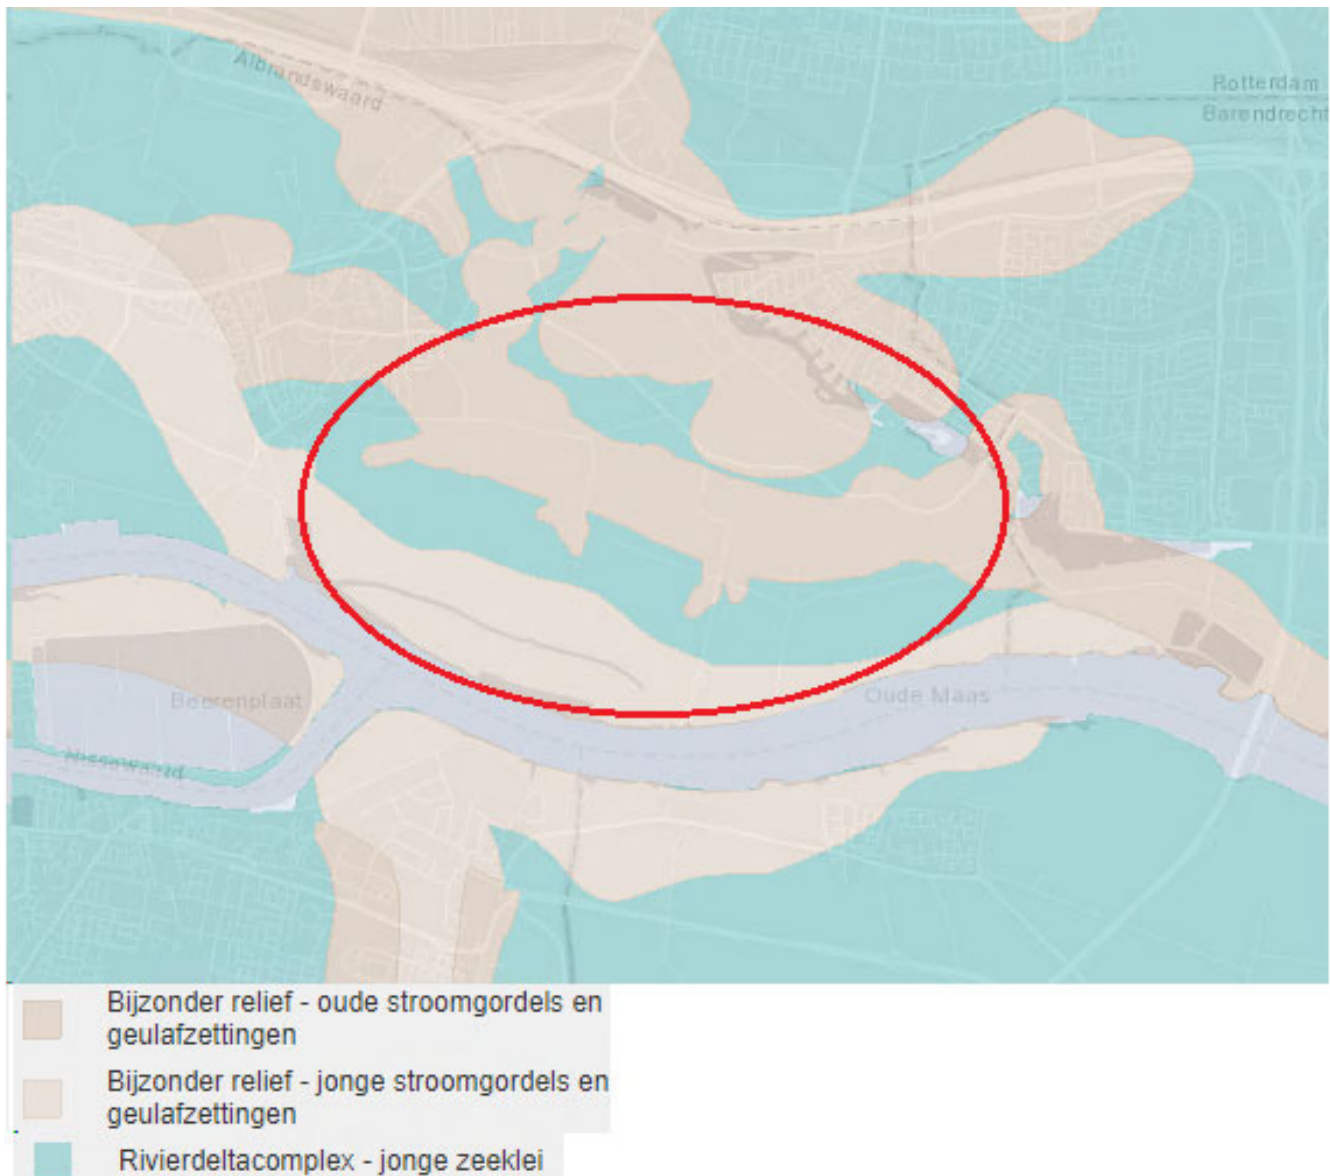 Albrandswaard
Rotterdam
Barendrecht
Beerenplaat
Oude Maas
Nissewaard
Bijzonder relief - oude stroomgordels en
geulafzettingen
Bijzonder relief - jonge stroomgordels en
geulafzettingen
Rivierdeltacomplex - jonge zeeklei